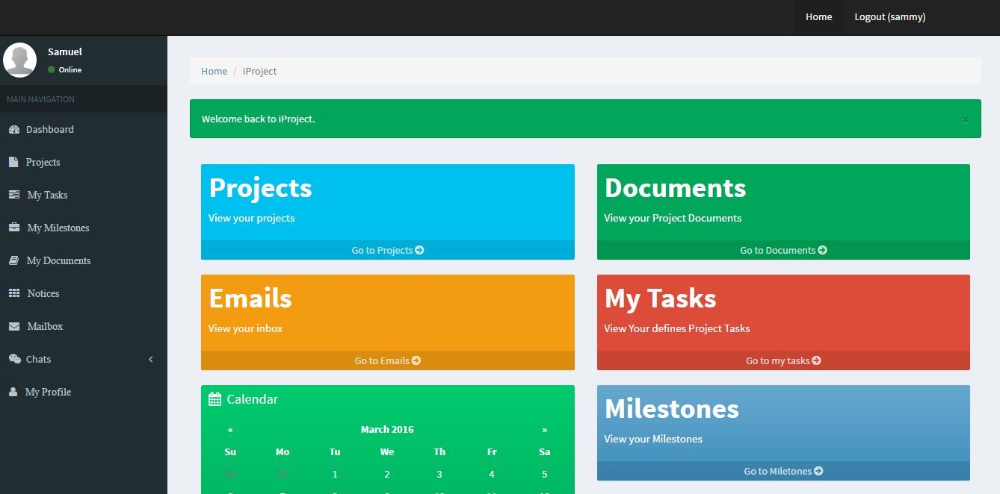 Home Logout (sammy)
Samuel
Online
MAIN NAVIGATION
Dashboard
Projects
My Tasks
My Milestones
My Documents
Notices
Mailbox
Chats
My Profile
Home / iProject
Welcome back to iProject.
×
Projects
View your projects
Go to Projects
Documents
View your Project Documents
Go to Documents
Emails
View your inbox
Go to Emails
My Tasks
View Your defines Project Tasks
Go to my tasks
Calendar
« March 2016 »
Su Mo Tu We Th Fr Sa
28 29 1 2 3 4 5
Milestones
View your Milestones
Go to Miletones